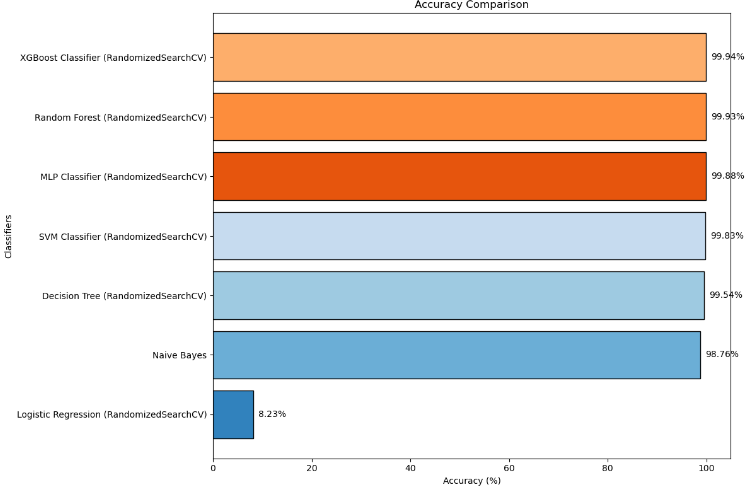 Accuracy Comparison
XGBoost Classifier (RandomizedSearchCV) 99.94%
Random Forest (RandomizedSearchCV) 99.93%
MLP Classifier (RandomizedSearchCV) 99.88%
SVM Classifier (RandomizedSearchCV) 99.83%
Decision Tree (RandomizedSearchCV) 99.54%
Naive Bayes 98.76%
Logistic Regression (RandomizedSearchCV) 8.23%
Classifiers
0 20 40 60 80 100
Accuracy (%)